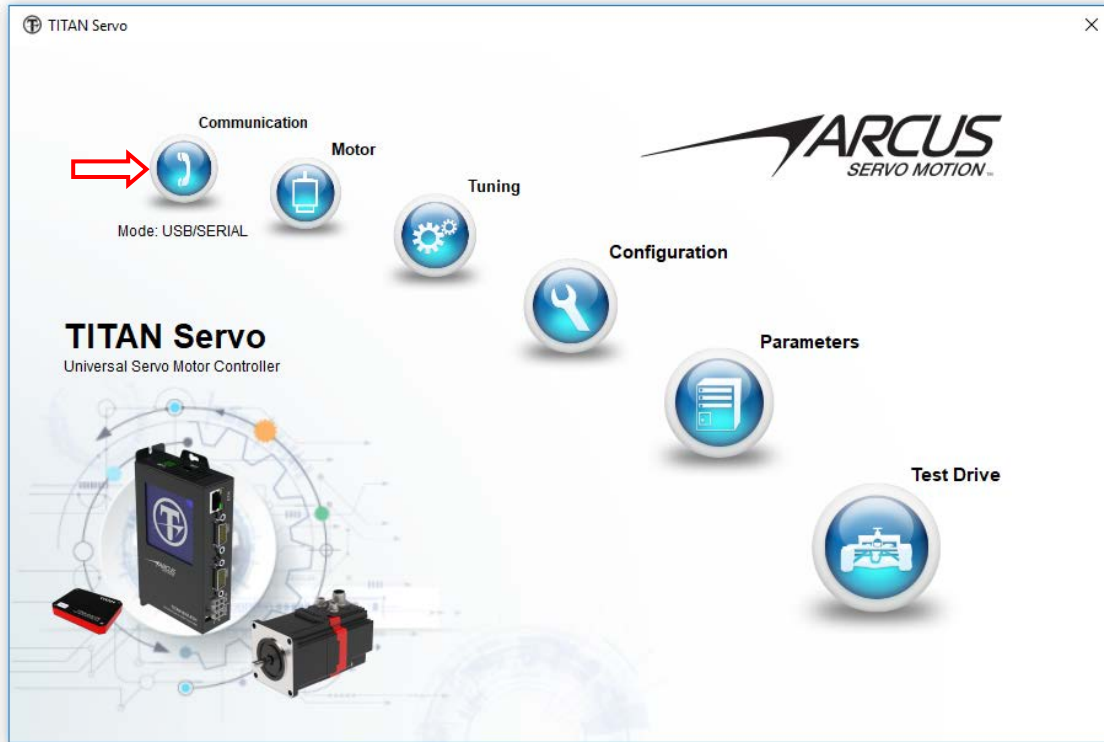 TITAN Servo
Communication
Motor
Tuning
Mode: USB/SERIAL
Configuration
Parameters
Test Drive
ARCUS
SERVO MOTION
TITAN Servo
Universal Servo Motor Controller
ARCUS